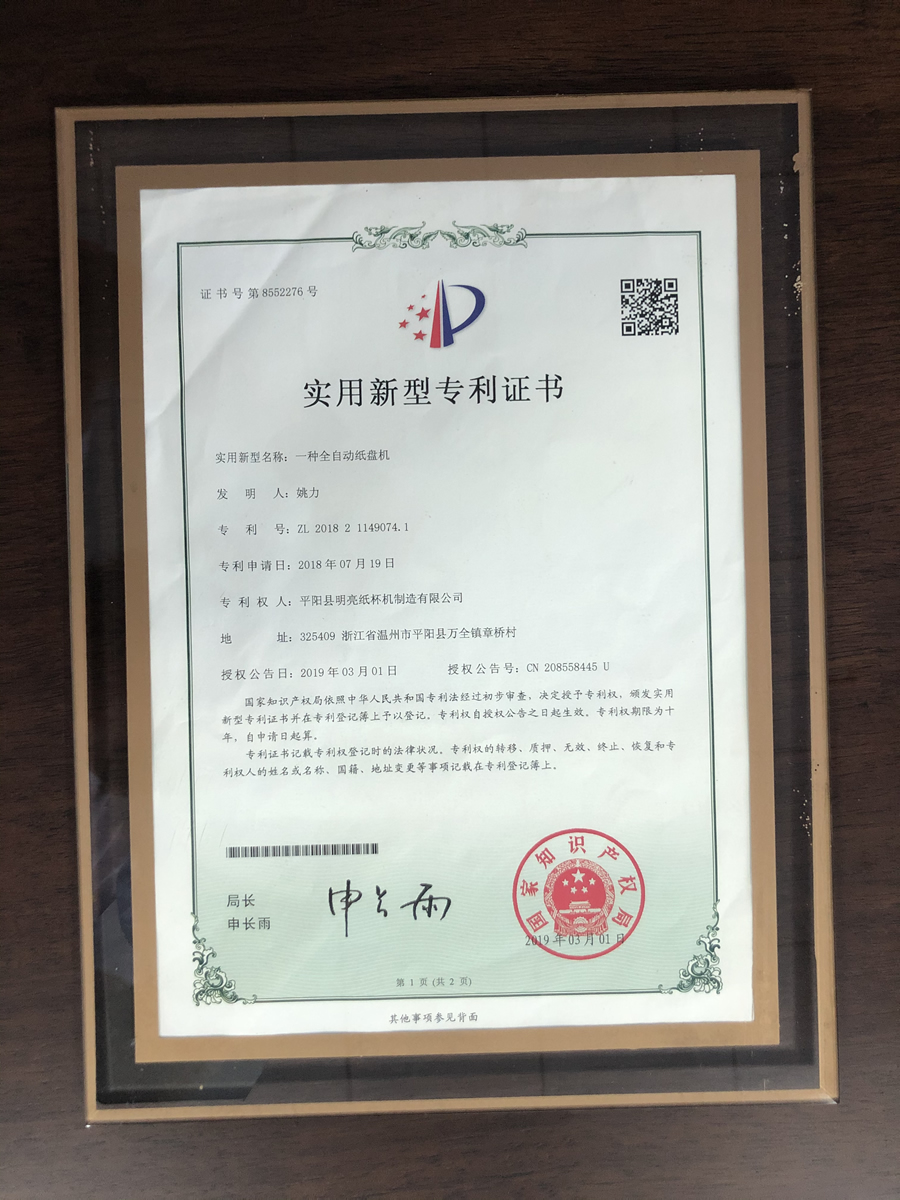 证书号第8552276号
实用新型专利证书
实用新型名称：一种全自动纸盘机
发明人：姚力
专利号：ZL 2018 2 1149074.1
专利申请日：2018年07月19日
专利权人：平阳县明亮纸杯机制造有限公司
地址：325409 浙江省温州市平阳县万全镇章桥村
授权公告日：2019年03月01日 授权公告号：CN 208558445 U
国家知识产权局依照中华人民共和国专利法经过初步审查，决定授予专利权，颁发实用
新型专利证书并在专利登记簿上予以登记。专利权自授权公告之日起生效。专利权期限为十
年，自申请日起算。
专利证书记载专利权登记时的法律状况。专利权的转移、质押、无效、终止、恢复和专
利权人的姓名或名称、国籍、地址变更等事项记载在专利登记簿上。
局长
申长雨
申长雨
国家知识产权局
2019年03月01日
第 1 页 (共 2 页)
其他事项参见背面